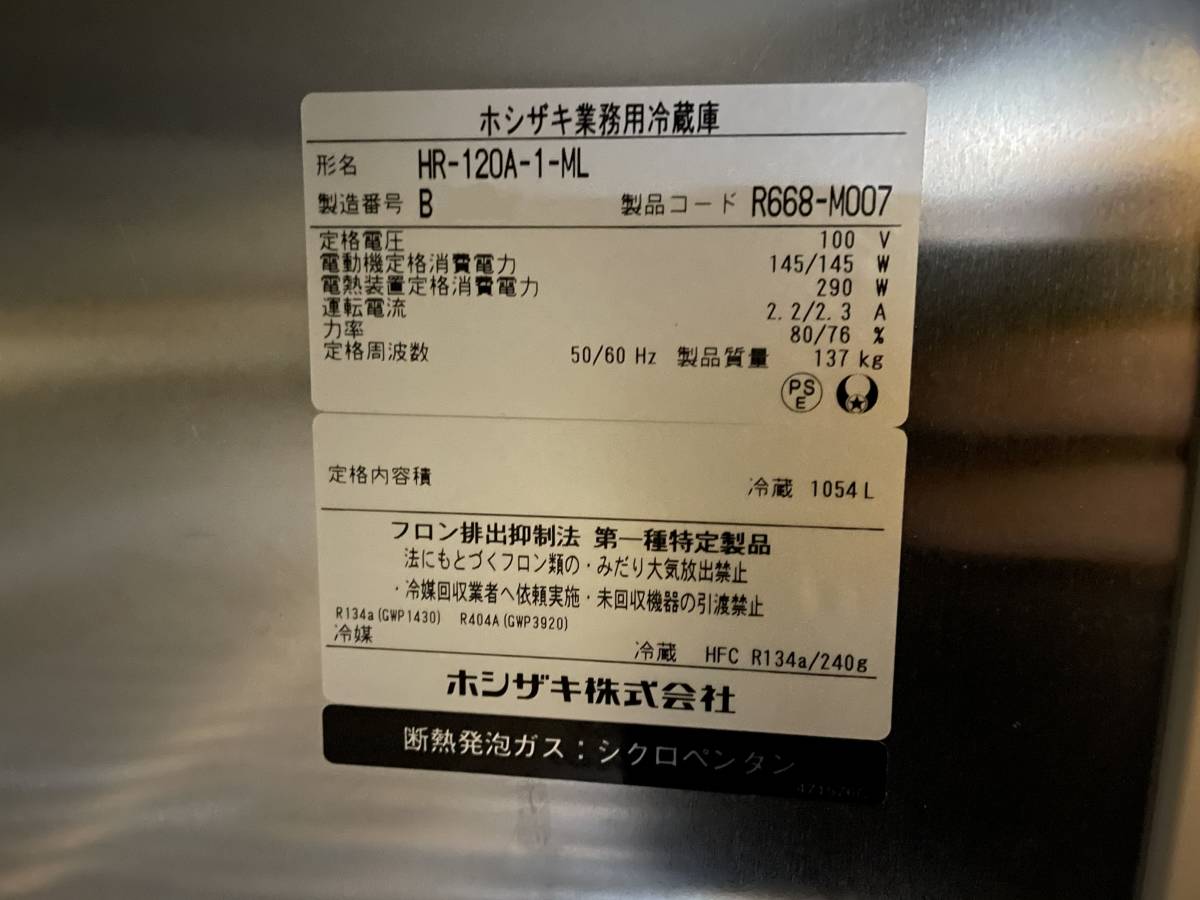 ホシザキ業務用冷蔵庫
形名 HR-120A-1-ML
製造番号 B 製品コード R668-M007
定格電圧 100 V
電動機定格消費電力 145/145 W
電熱装置定格消費電力 290 W
運転電流 2.2/2.3 A
力率 80/76 %
定格周波数 50/60 Hz 製品質量 137 kg
PS
E
定格内容積 冷蔵 1054 L
フロン排出抑制法 第一種特定製品
法にもとづくフロン類の・みだり大気放出禁止
・冷媒回収業者へ依頼実施・未回収機器の引渡禁止
R134a(GWP1430) R404A(GWP3920)
冷媒 冷蔵 HFC R134a/240g
ホシザキ株式会社
断熱発泡ガス：シクロペンタン